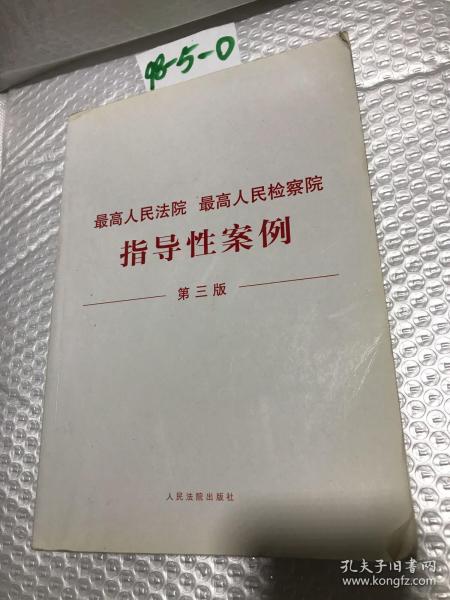 98-5-0
最高人民法院 最高人民检察院
指导性案例
第三版
人民法院出版社
孔夫子旧书网
www.kongfz.com